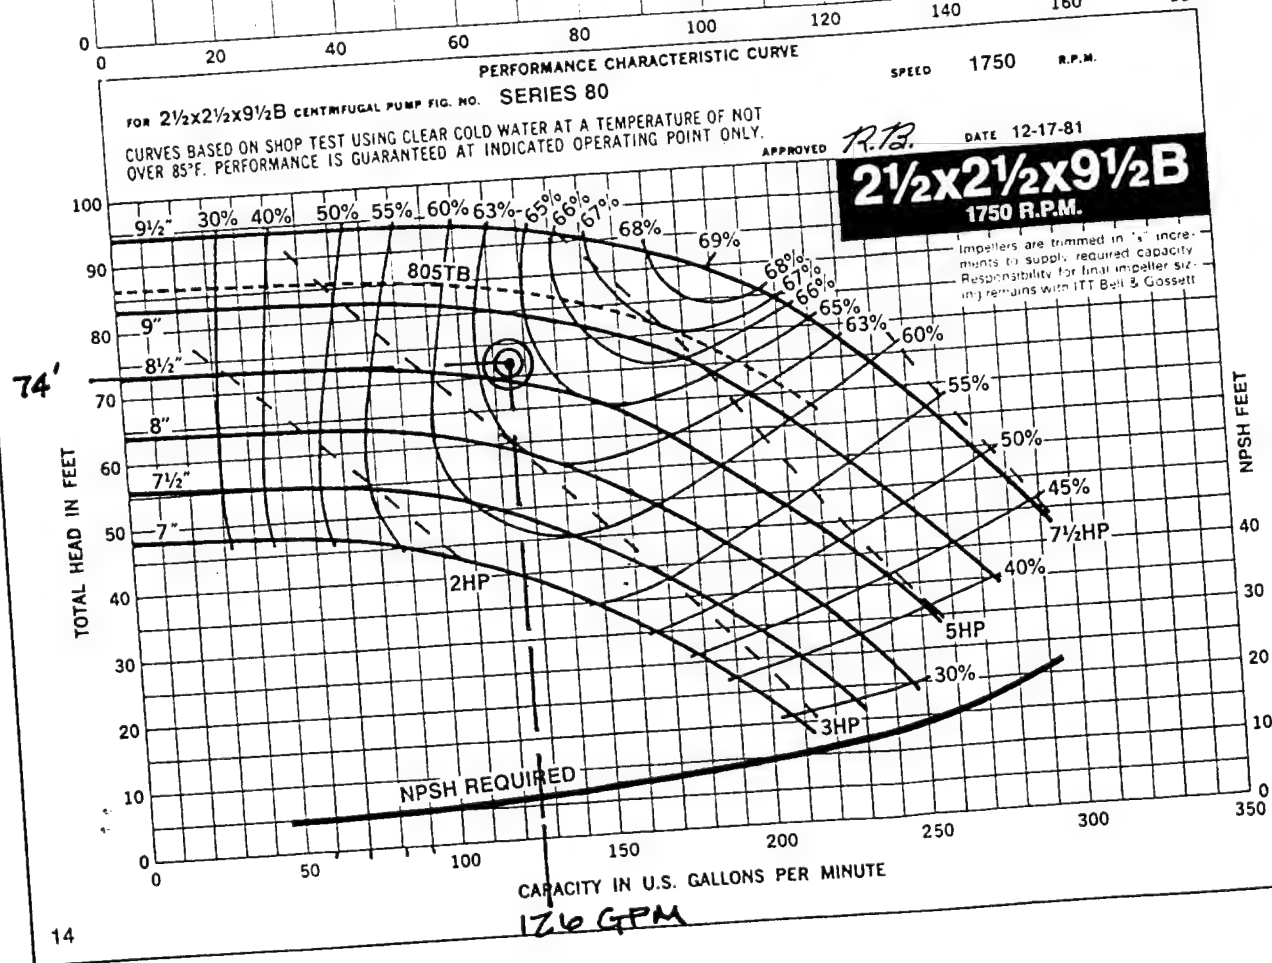 0
0 20 40 60 80 100 120 140 160
PERFORMANCE CHARACTERISTIC CURVE
SPEED 1750 R.P.M.
FOR 2½x2½x9½B CENTRIFUGAL PUMP FIG. NO. SERIES 80
CURVES BASED ON SHOP TEST USING CLEAR COLD WATER AT A TEMPERATURE OF NOT
OVER 85°F. PERFORMANCE IS GUARANTEED AT INDICATED OPERATING POINT ONLY.
APPROVED R.B. DATE 12-17-81
2½x2½x9½B
1750 R.P.M.
Impellers are trimmed in
ments to supply required capacity
Responsibility for final impeller siz-
ing remains with ITT Bell & Gossett
100
9½" 30% 40% 50% 55% 60% 63% 65% 66% 67% 68% 69%
90
805TB
68%
67%
66%
65%
63%
60%
9"
80
8½"
74'
70
55%
8"
50%
60
7½"
45%
7"
50
7½HP
40
40%
2HP
40
30
5HP
30
20
30%
20
3HP
10
NPSH REQUIRED
10
0
0
0 50 100 150 200 250 300 350
TOTAL HEAD IN FEET
NPSH FEET
CAPACITY IN U.S. GALLONS PER MINUTE
126 GPM
14